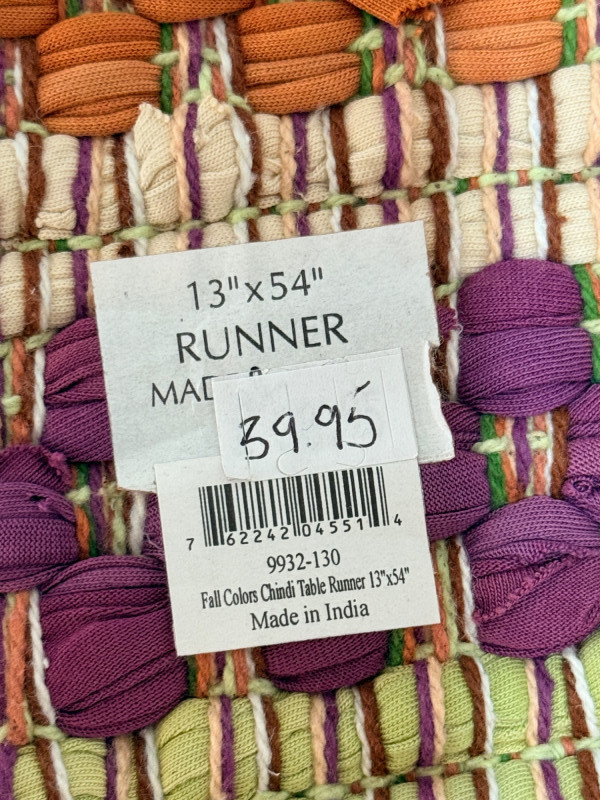 13"x54"
RUNNER
MADE
39.95
7 62242 04551 4
9932-130
Fall Colors Chindi Table Runner 13"x54"
Made in India